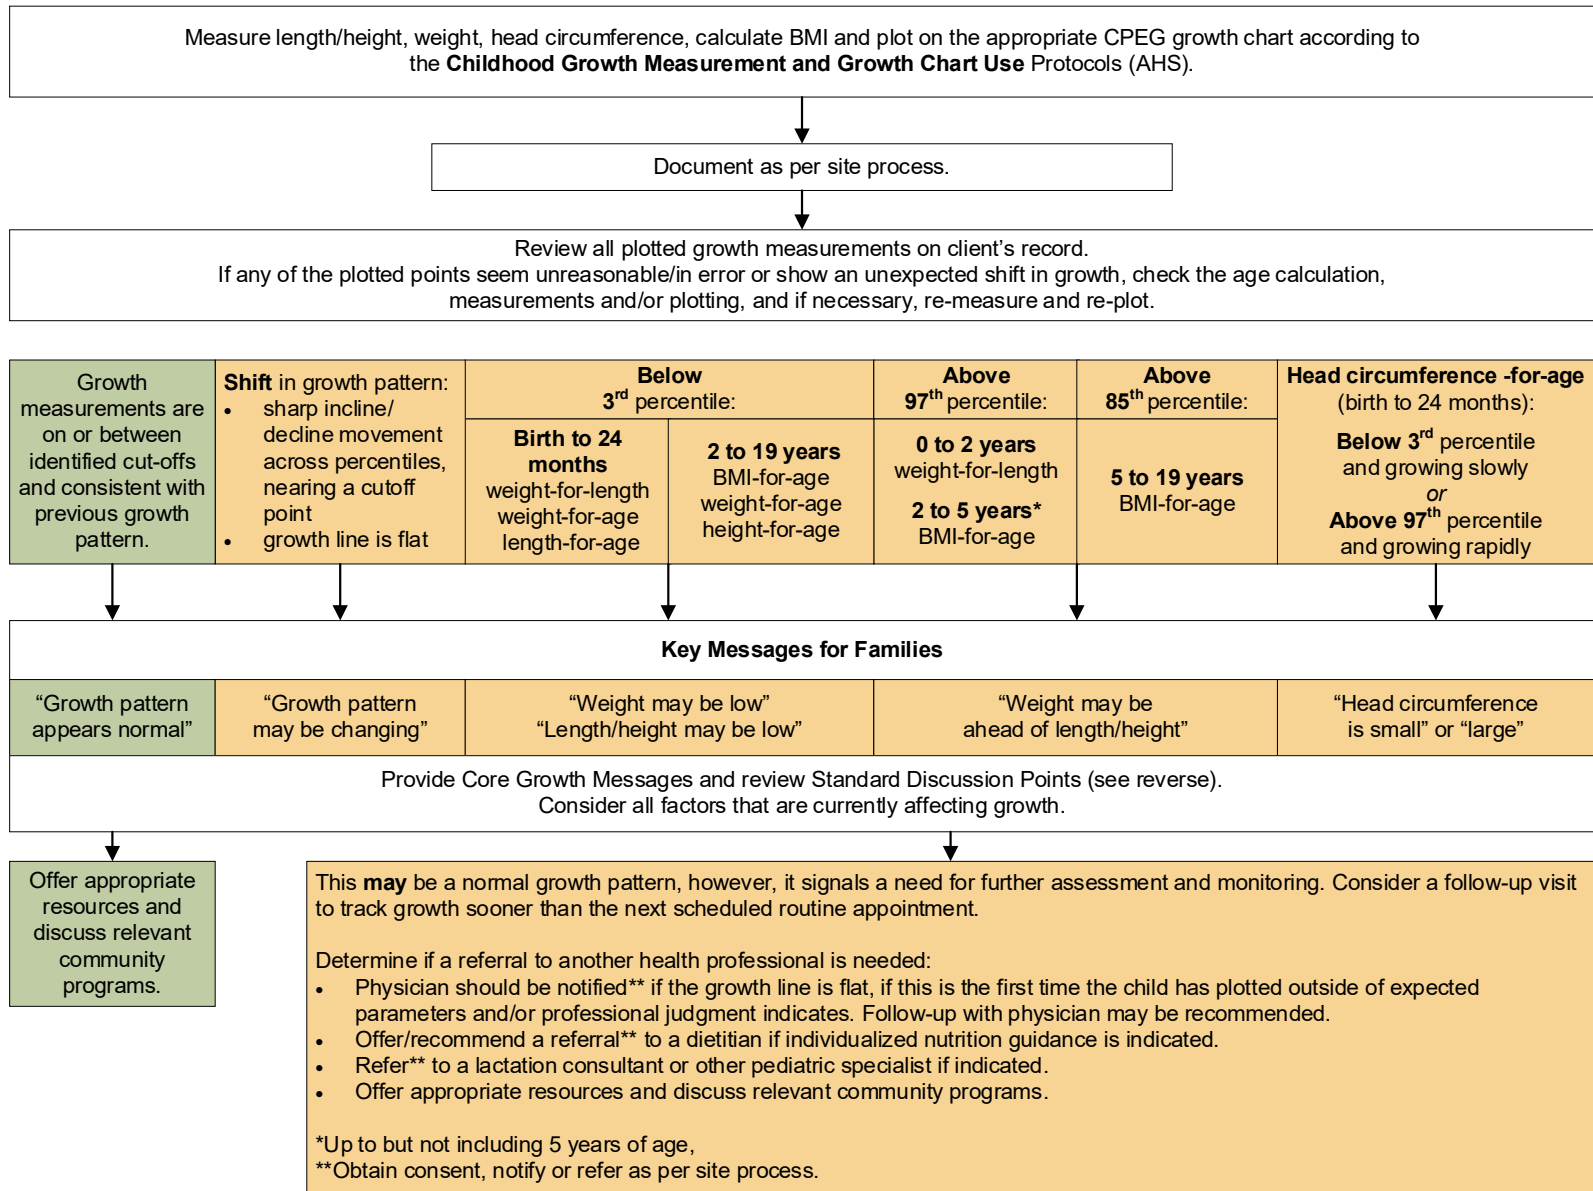 Measure length/height, weight, head circumference, calculate BMI and plot on the appropriate CPEG growth chart according to
the Childhood Growth Measurement and Growth Chart Use Protocols (AHS).
Document as per site process.
Review all plotted growth measurements on client’s record.
If any of the plotted points seem unreasonable/in error or show an unexpected shift in growth, check the age calculation,
measurements and/or plotting, and if necessary, re-measure and re-plot.
Growth
measurements are
on or between
identified cut-offs
and consistent with
previous growth
pattern.
Shift in growth pattern:
• sharp incline/
decline movement
across percentiles,
nearing a cutoff
point
• growth line is flat
Below
3rd percentile:
Birth to 24
months
weight-for-length
weight-for-age
length-for-age
2 to 19 years
BMI-for-age
weight-for-age
height-for-age
Above
97th percentile:
0 to 2 years
weight-for-length
2 to 5 years*
BMI-for-age
Above
85th percentile:
5 to 19 years
BMI-for-age
Head circumference -for-age
(birth to 24 months):
Below 3rd percentile
and growing slowly
or
Above 97th percentile
and growing rapidly
Key Messages for Families
“Growth pattern
appears normal”
“Growth pattern
may be changing”
“Weight may be low”
“Length/height may be low”
“Weight may be
ahead of length/height”
“Head circumference
is small” or “large”
Provide Core Growth Messages and review Standard Discussion Points (see reverse).
Consider all factors that are currently affecting growth.
Offer appropriate
resources and
discuss relevant
community
programs.
This may be a normal growth pattern, however, it signals a need for further assessment and monitoring. Consider a follow-up visit
to track growth sooner than the next scheduled routine appointment.
Determine if a referral to another health professional is needed:
• Physician should be notified** if the growth line is flat, if this is the first time the child has plotted outside of expected
parameters and/or professional judgment indicates. Follow-up with physician may be recommended.
• Offer/recommend a referral** to a dietitian if individualized nutrition guidance is indicated.
• Refer** to a lactation consultant or other pediatric specialist if indicated.
• Offer appropriate resources and discuss relevant community programs.
*Up to but not including 5 years of age,
**Obtain consent, notify or refer as per site process.